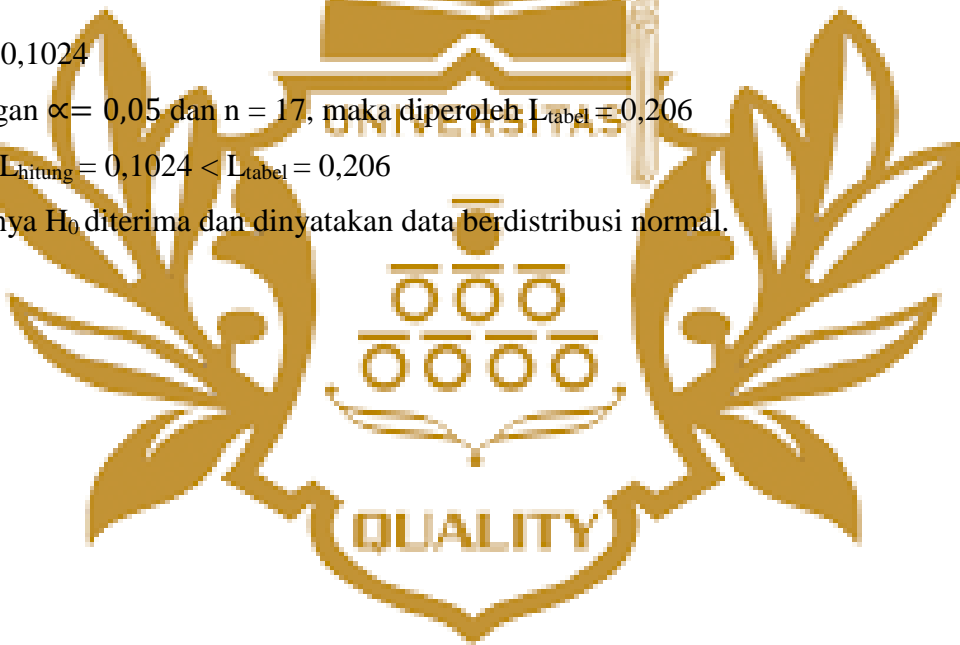 0,1024
gan ∝= 0,05 dan n = 17, maka diperoleh Ltabel = 0,206
UNIVERSITAS
Lhitung = 0,1024 < Ltabel = 0,206
nya H0 diterima dan dinyatakan data berdistribusi normal.
QUALITY